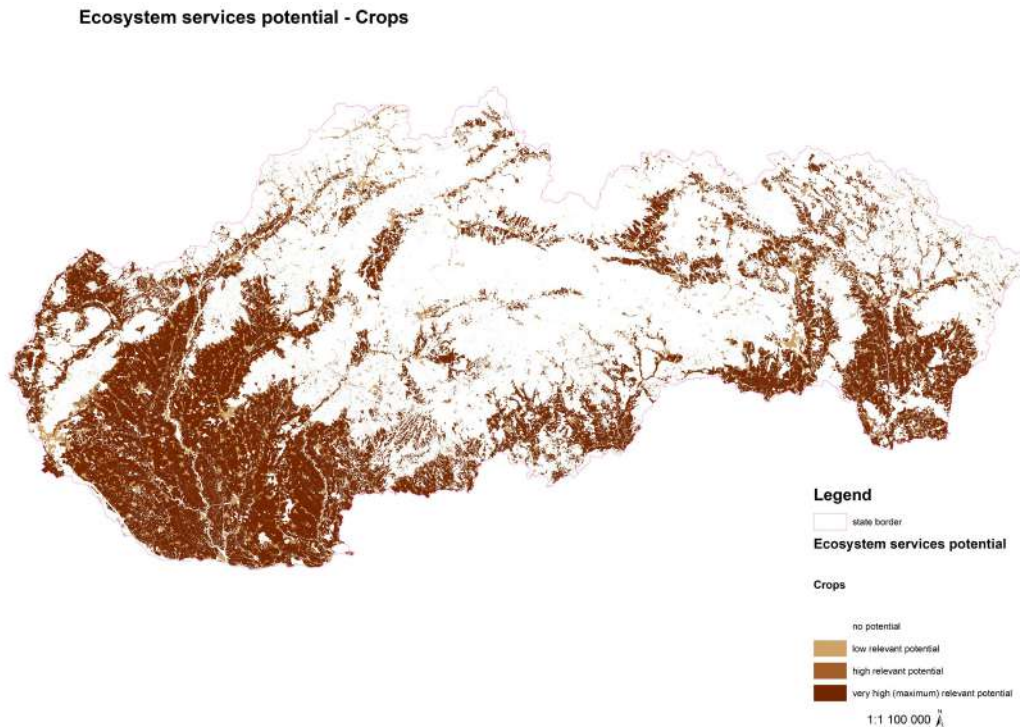 Ecosystem services potential - Crops
Legend
state border
Ecosystem services potential
Crops
no potential
low relevant potential
high relevant potential
very high (maximum) relevant potential
1:1 100 000
N